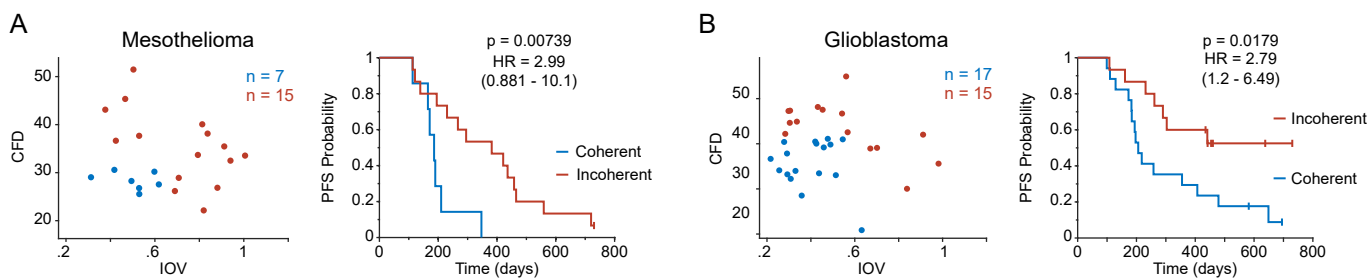 A
Mesothelioma
n = 7
n = 15
CFD
50
40
30
20
.2
.6
1
IOV
p = 0.00739
HR = 2.99
(0.881 - 10.1)
PFS Probability
1
0.8
0.6
0.4
0.2
0
0
200
400
600
800
Time (days)
Coherent
Incoherent
B
Glioblastoma
n = 17
n = 15
CFD
50
40
30
20
.2
.6
1
IOV
p = 0.0179
HR = 2.79
(1.2 - 6.49)
PFS Probability
1
0.8
0.6
0.4
0.2
0
0
200
400
600
800
Time (days)
Incoherent
Coherent